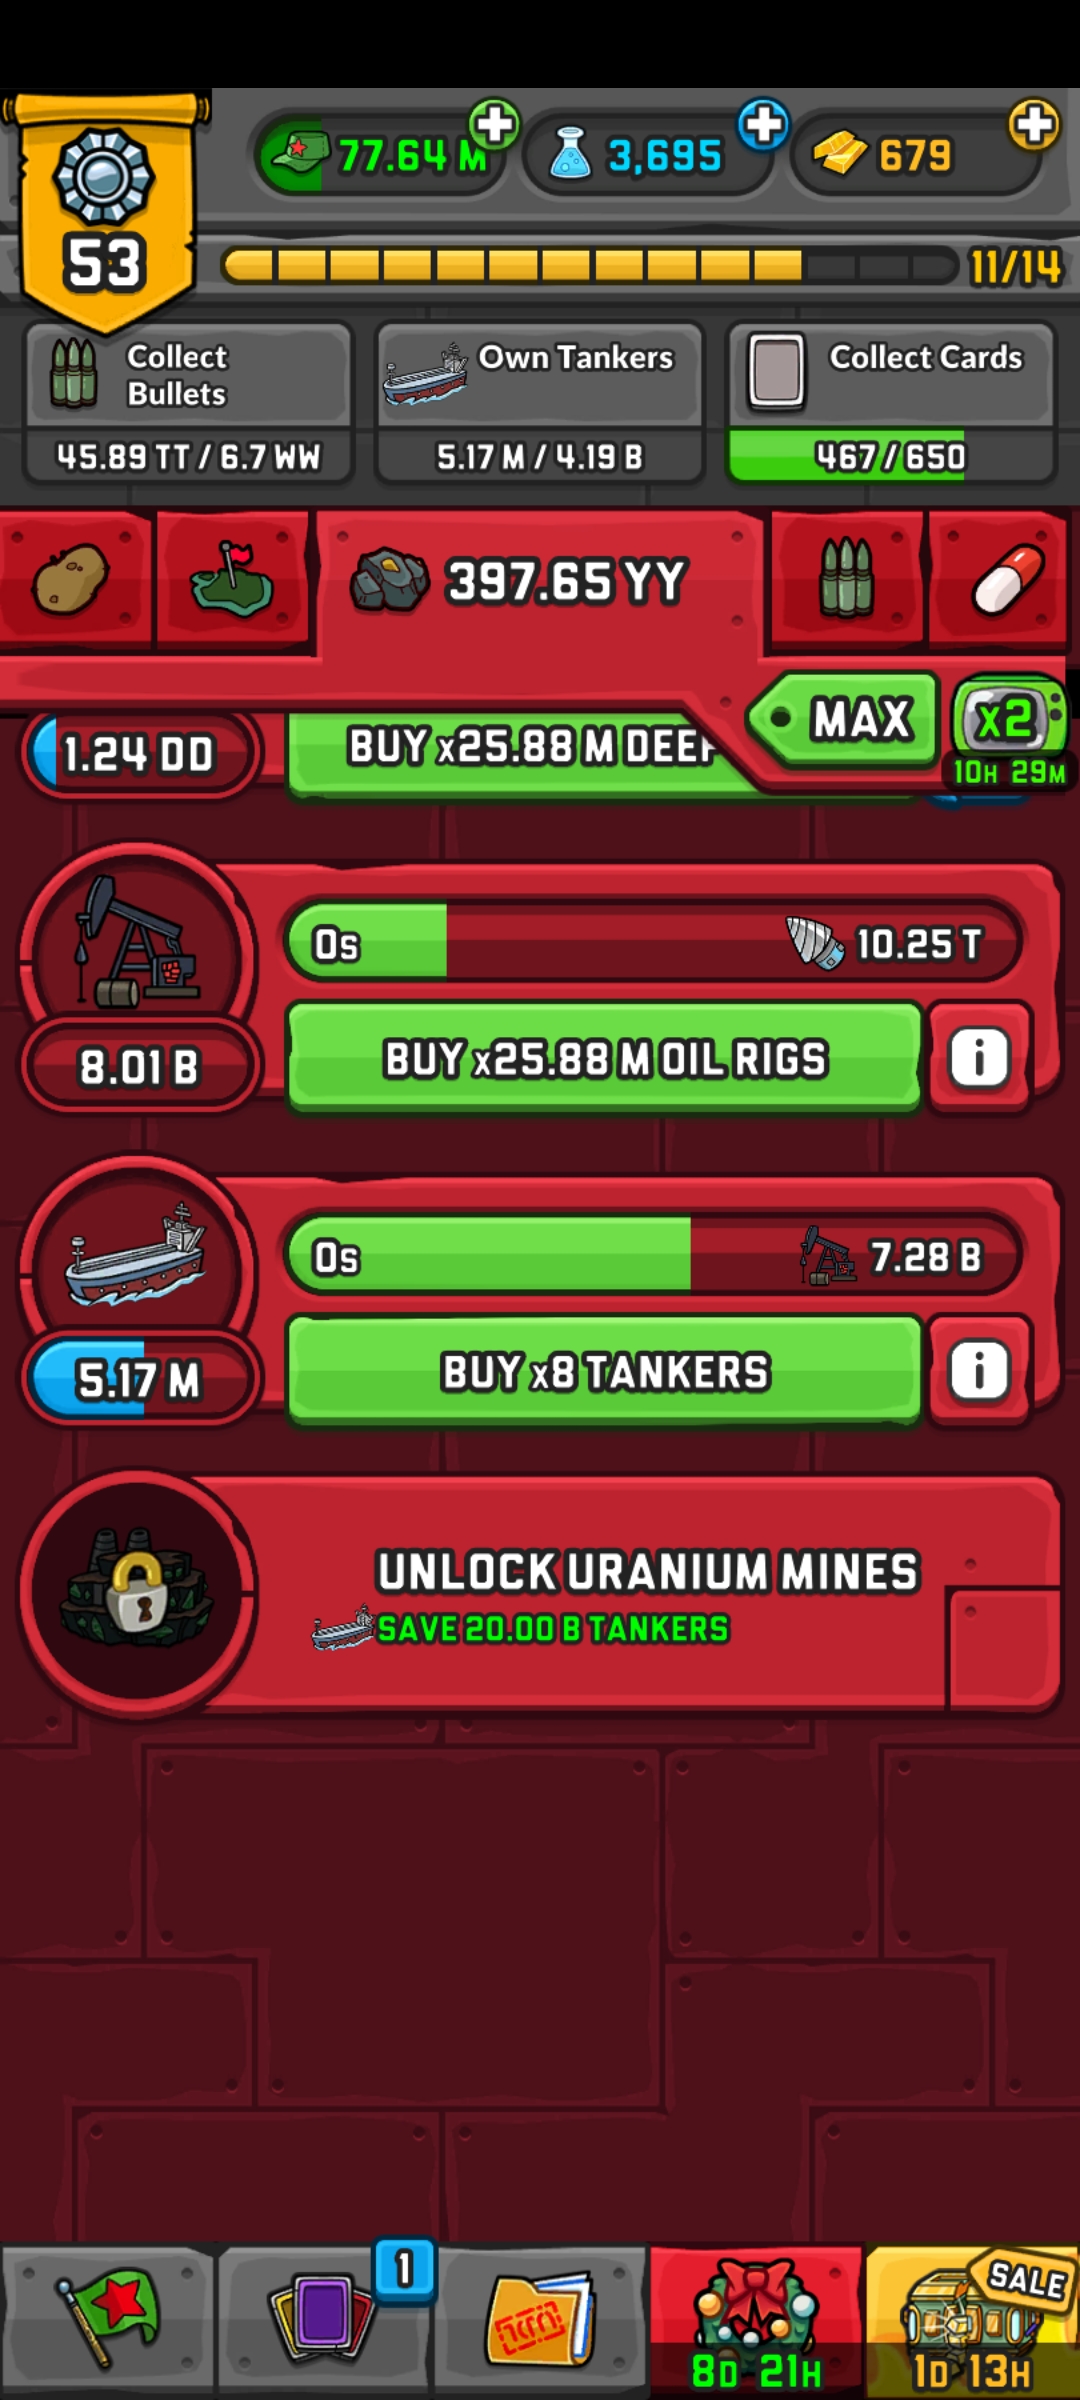 53
77.64 M
3,695
679
11/14
Collect
Bullets
45.89 TT / 6.7 WW
Own Tankers
5.17 M / 4.19 B
Collect Cards
467 / 650
397.65 YY
MAX
x2
10H 29M
1.24 DD
BUY x25.88 M DEEP
0s
10.25 T
8.01 B
BUY x25.88 M OIL RIGS
i
0s
7.28 B
5.17 M
BUY x8 TANKERS
i
UNLOCK URANIUM MINES
SAVE 20.00 B TANKERS
1
8D 21H
SALE
1D 13H